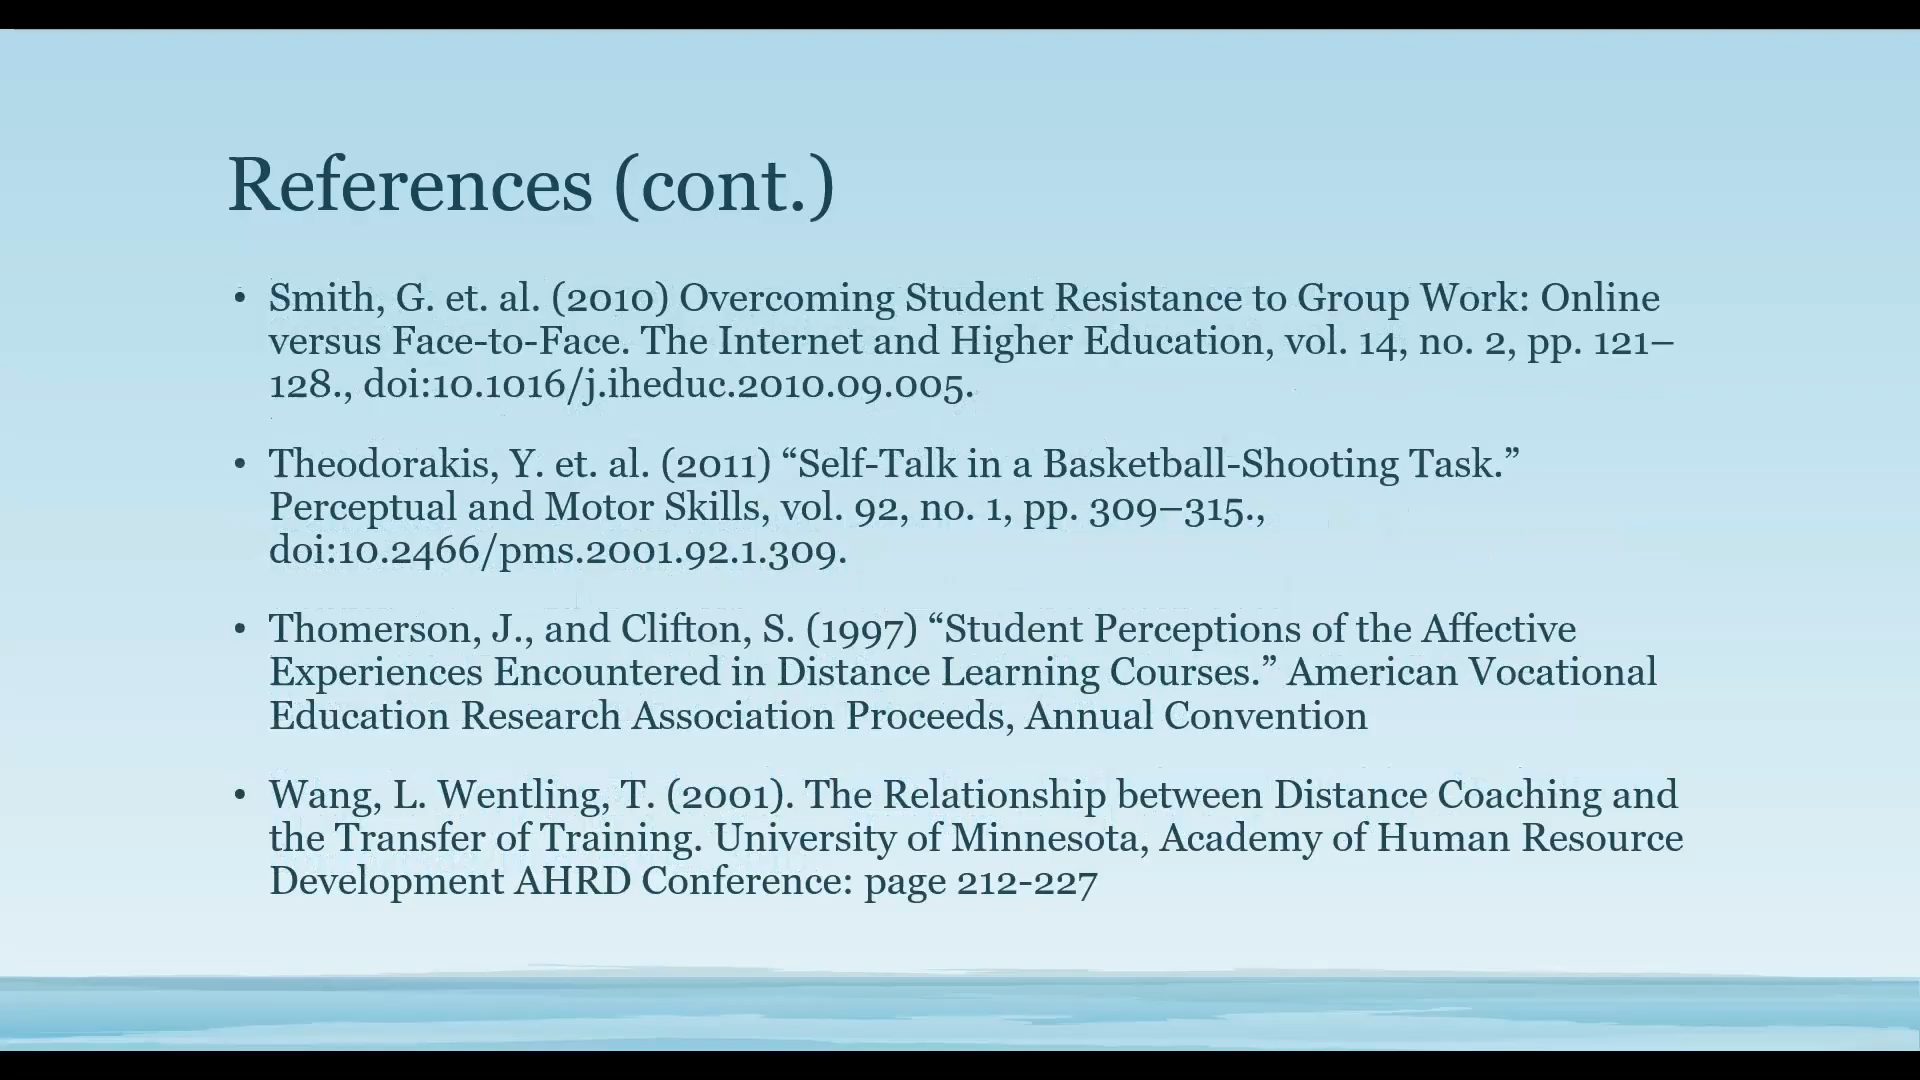 References (cont.)
• Smith, G. et. al. (2010) Overcoming Student Resistance to Group Work: Online
versus Face-to-Face. The Internet and Higher Education, vol. 14, no. 2, pp. 121–
128., doi:10.1016/j.iheduc.2010.09.005.
• Theodorakis, Y. et. al. (2011) “Self-Talk in a Basketball-Shooting Task.”
Perceptual and Motor Skills, vol. 92, no. 1, pp. 309–315.,
doi:10.2466/pms.2001.92.1.309.
• Thomerson, J., and Clifton, S. (1997) “Student Perceptions of the Affective
Experiences Encountered in Distance Learning Courses.” American Vocational
Education Research Association Proceeds, Annual Convention
• Wang, L. Wentling, T. (2001). The Relationship between Distance Coaching and
the Transfer of Training. University of Minnesota, Academy of Human Resource
Development AHRD Conference: page 212-227